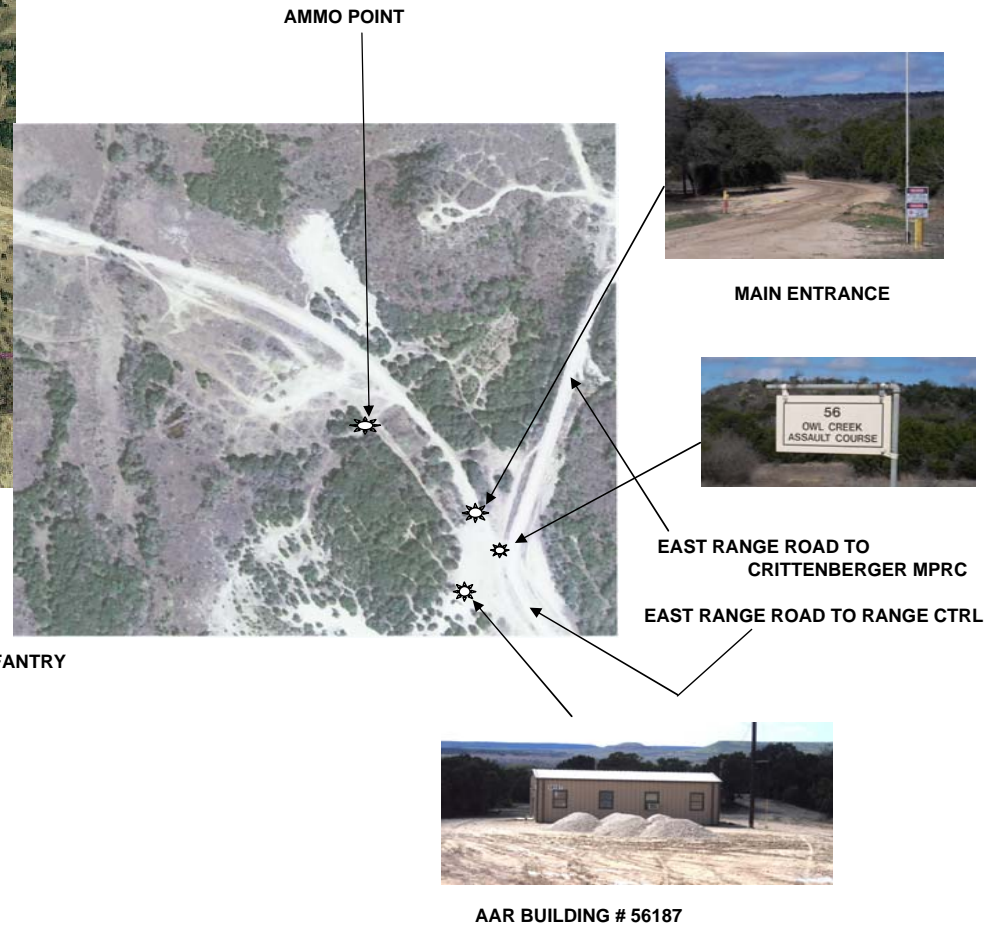 AMMO POINT
MAIN ENTRANCE
56
OWL CREEK
ASSAULT COURSE
EAST RANGE ROAD TO
CRITTENBERGER MPRC
EAST RANGE ROAD TO RANGE CTRL
FANTRY
AAR BUILDING # 56187